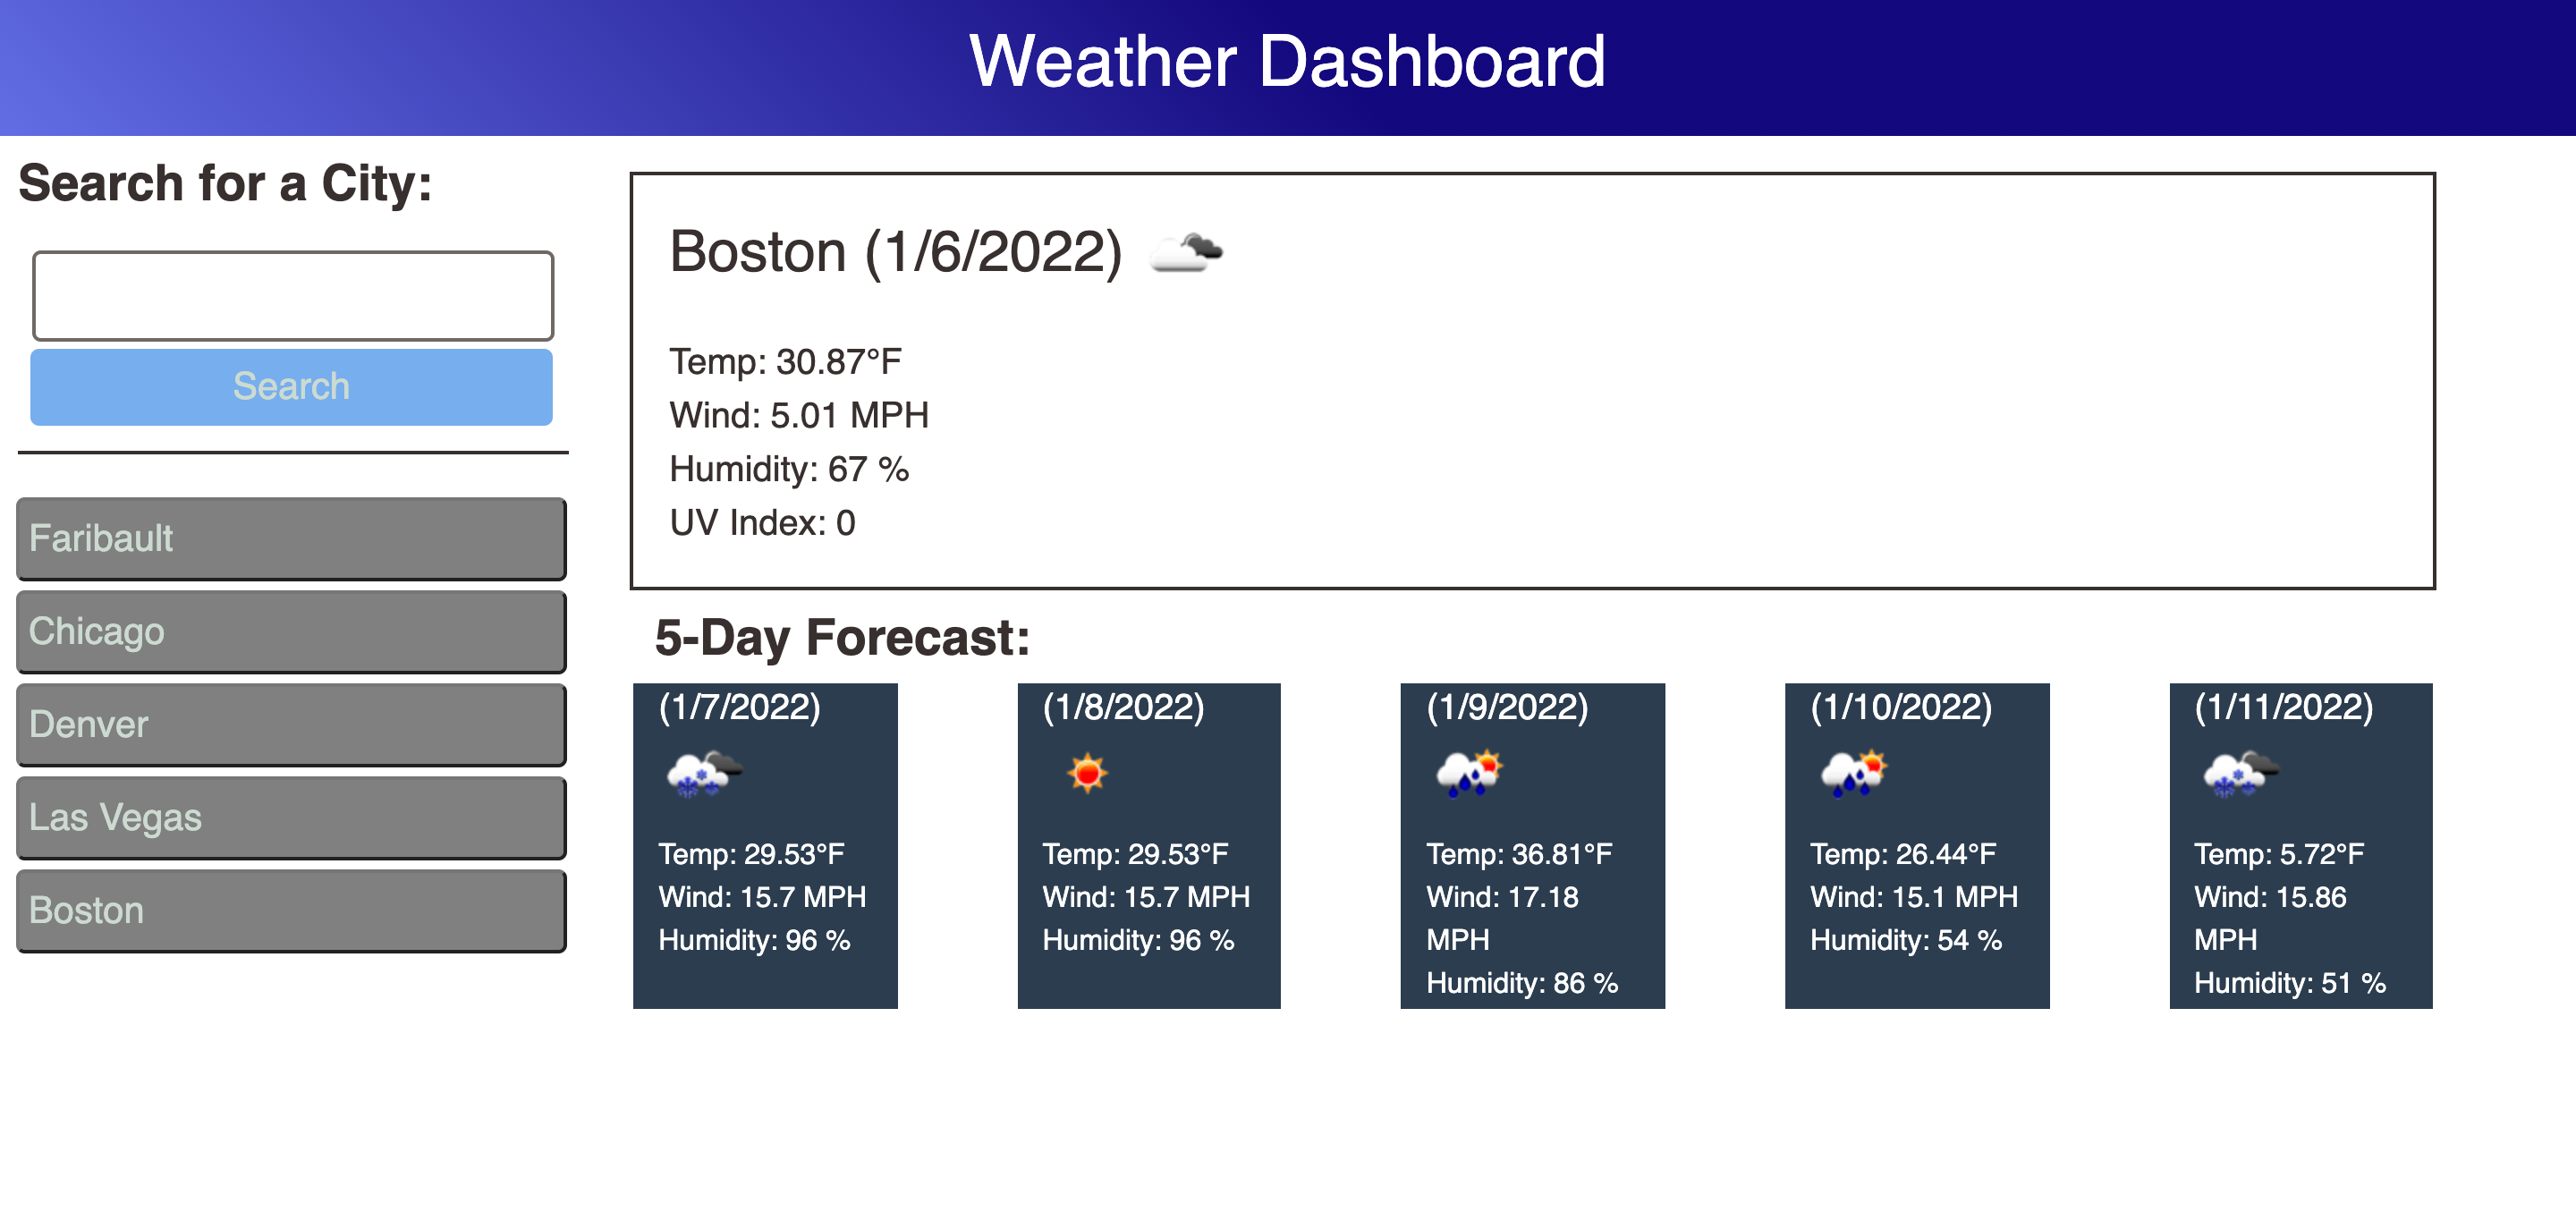 Weather Dashboard
Search for a City:
Search
Faribault
Chicago
Denver
Las Vegas
Boston
Boston (1/6/2022)
Temp: 30.87°F
Wind: 5.01 MPH
Humidity: 67 %
UV Index: 0
5-Day Forecast:
(1/7/2022)
Temp: 29.53°F
Wind: 15.7 MPH
Humidity: 96 %
(1/8/2022)
Temp: 29.53°F
Wind: 15.7 MPH
Humidity: 96 %
(1/9/2022)
Temp: 36.81°F
Wind: 17.18
MPH
Humidity: 86 %
(1/10/2022)
Temp: 26.44°F
Wind: 15.1 MPH
Humidity: 54 %
(1/11/2022)
Temp: 5.72°F
Wind: 15.86
MPH
Humidity: 51 %